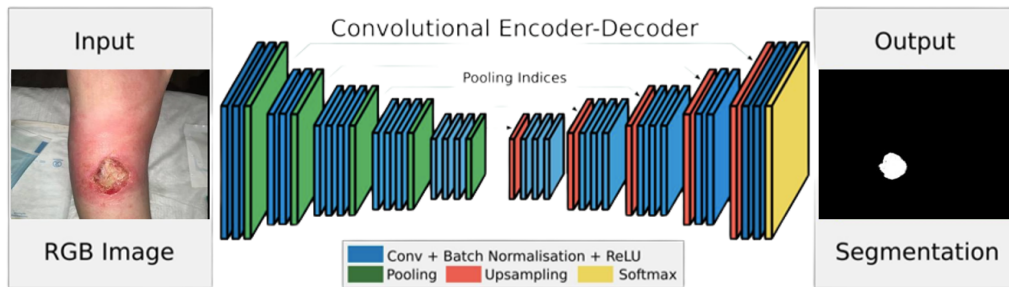 Input
RGB Image
Convolutional Encoder-Decoder
Pooling Indices
Conv + Batch Normalisation + ReLU
Pooling
Upsampling
Softmax
Output
Segmentation